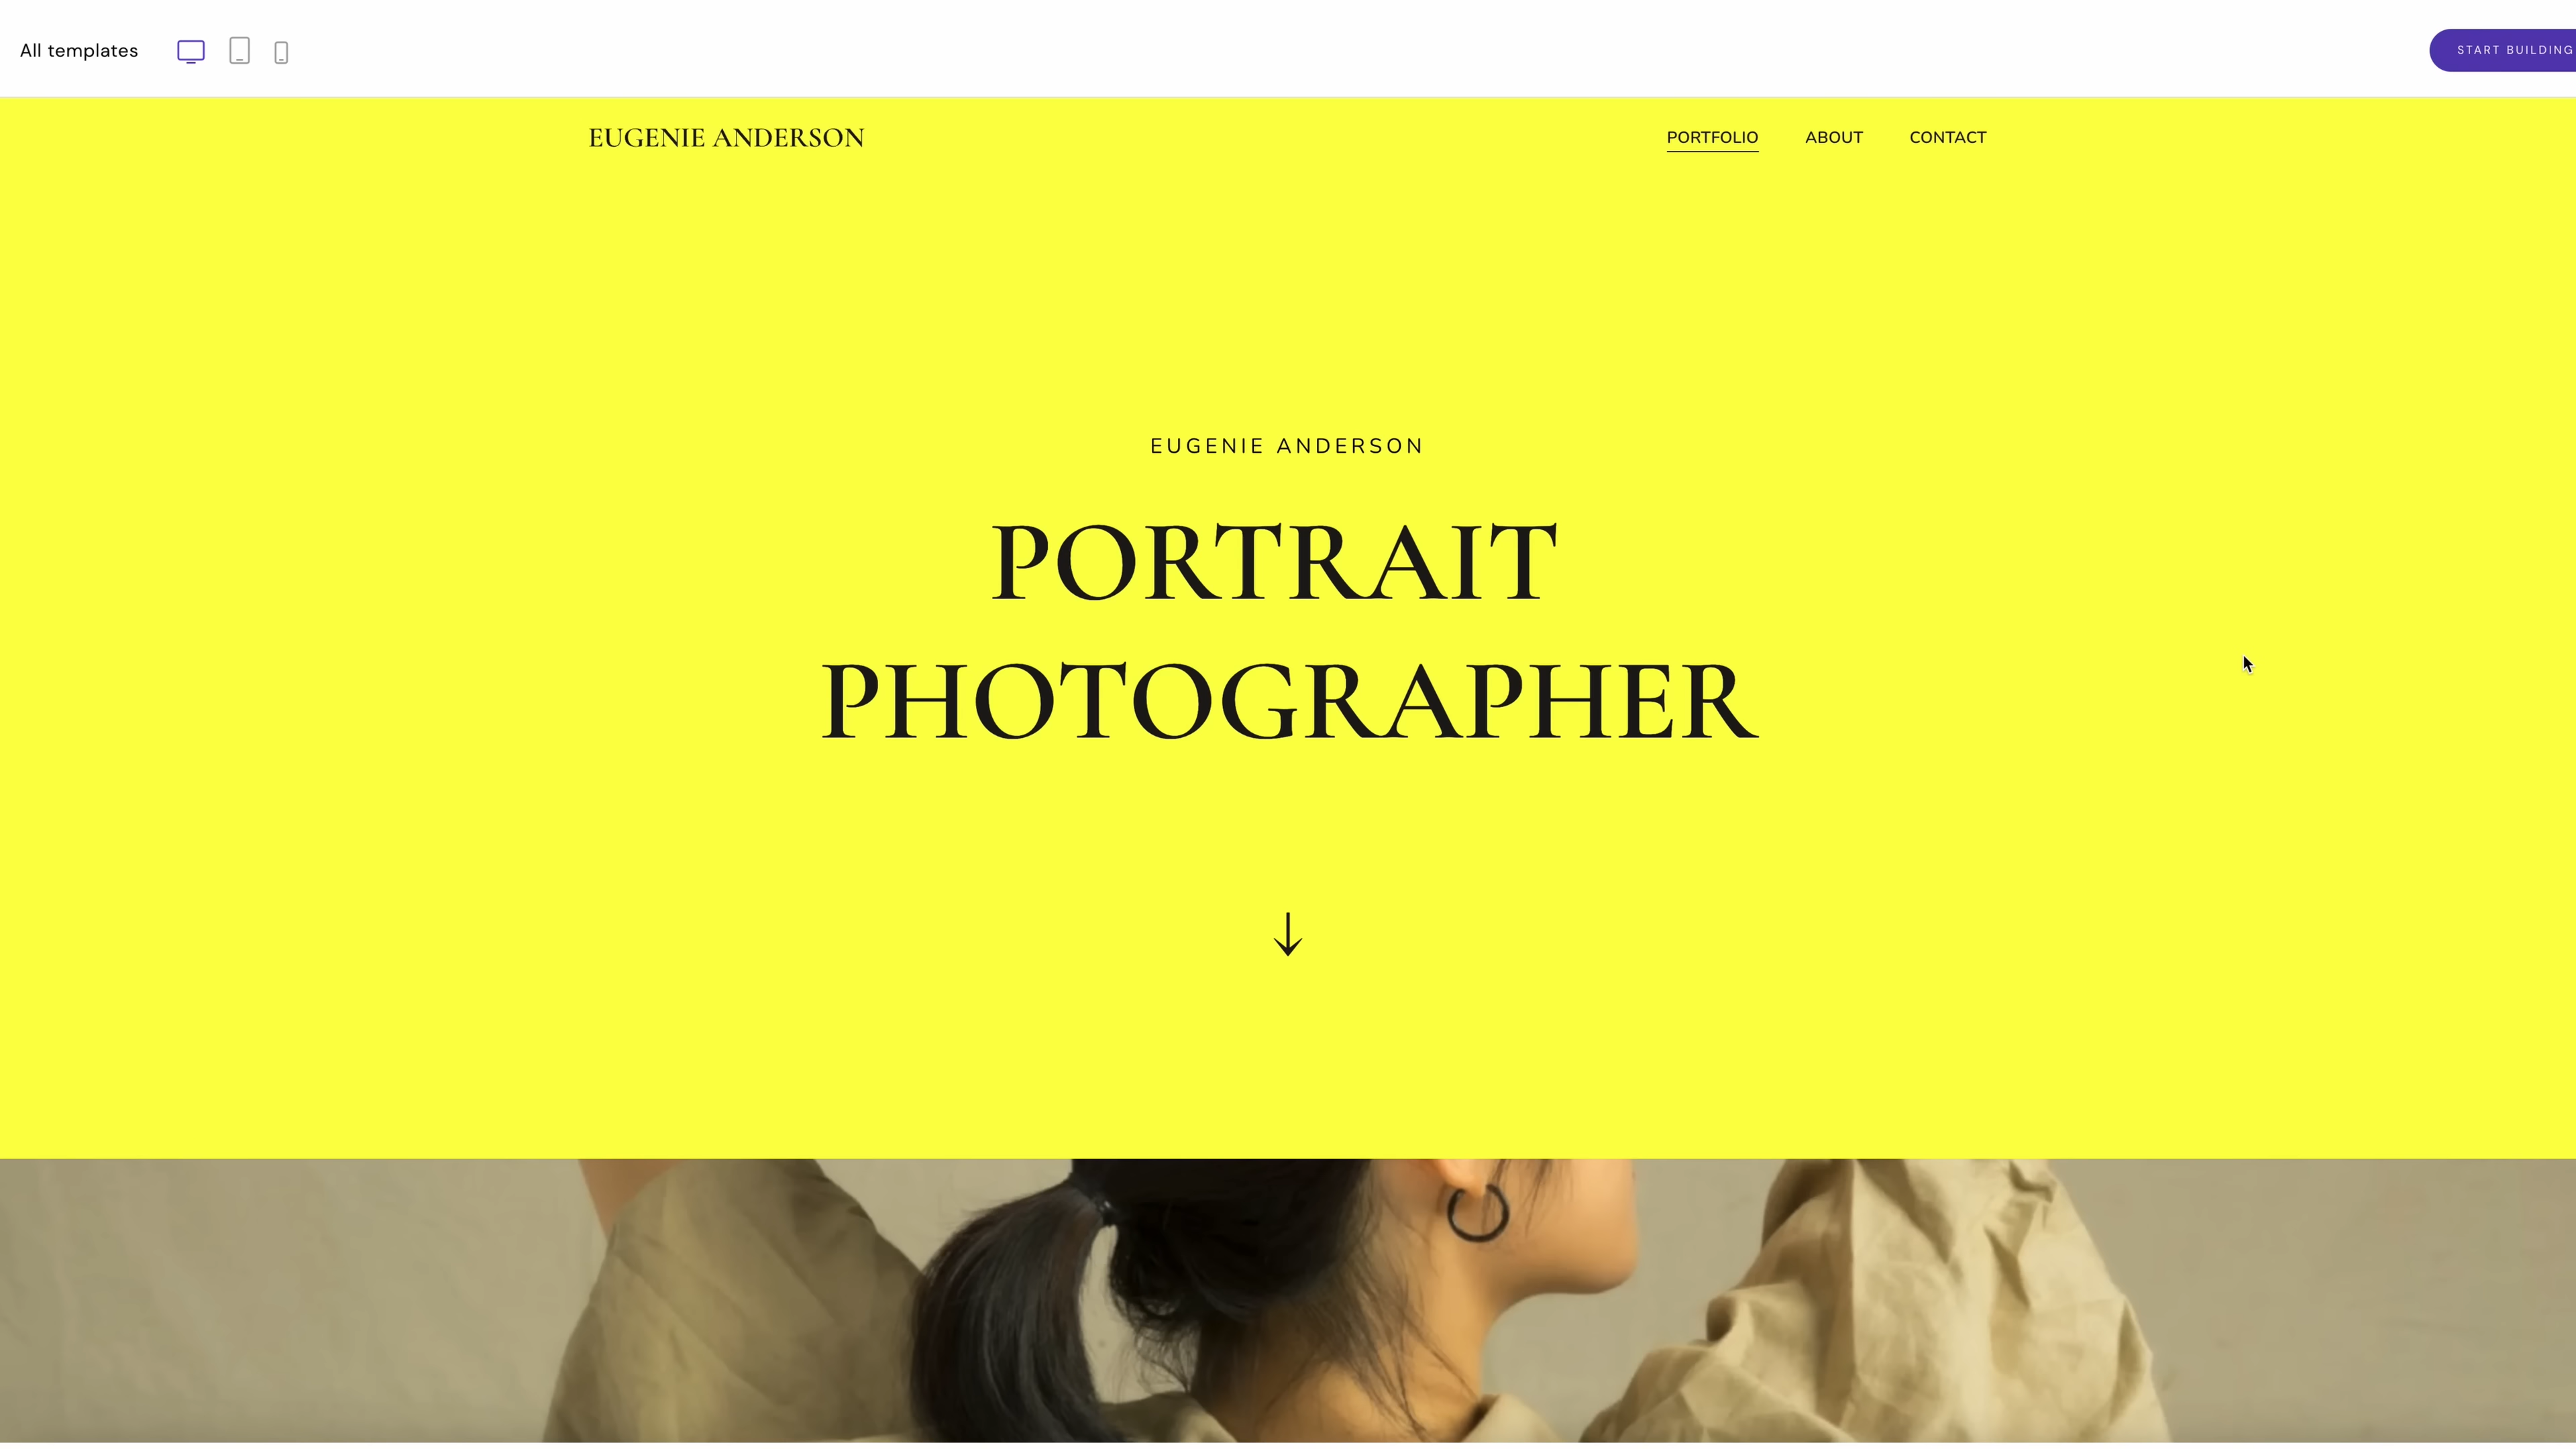 All templates
START BUILDING
EUGENIE ANDERSON
PORTFOLIO ABOUT CONTACT
EUGENIE ANDERSON
PORTRAIT
PHOTOGRAPHER